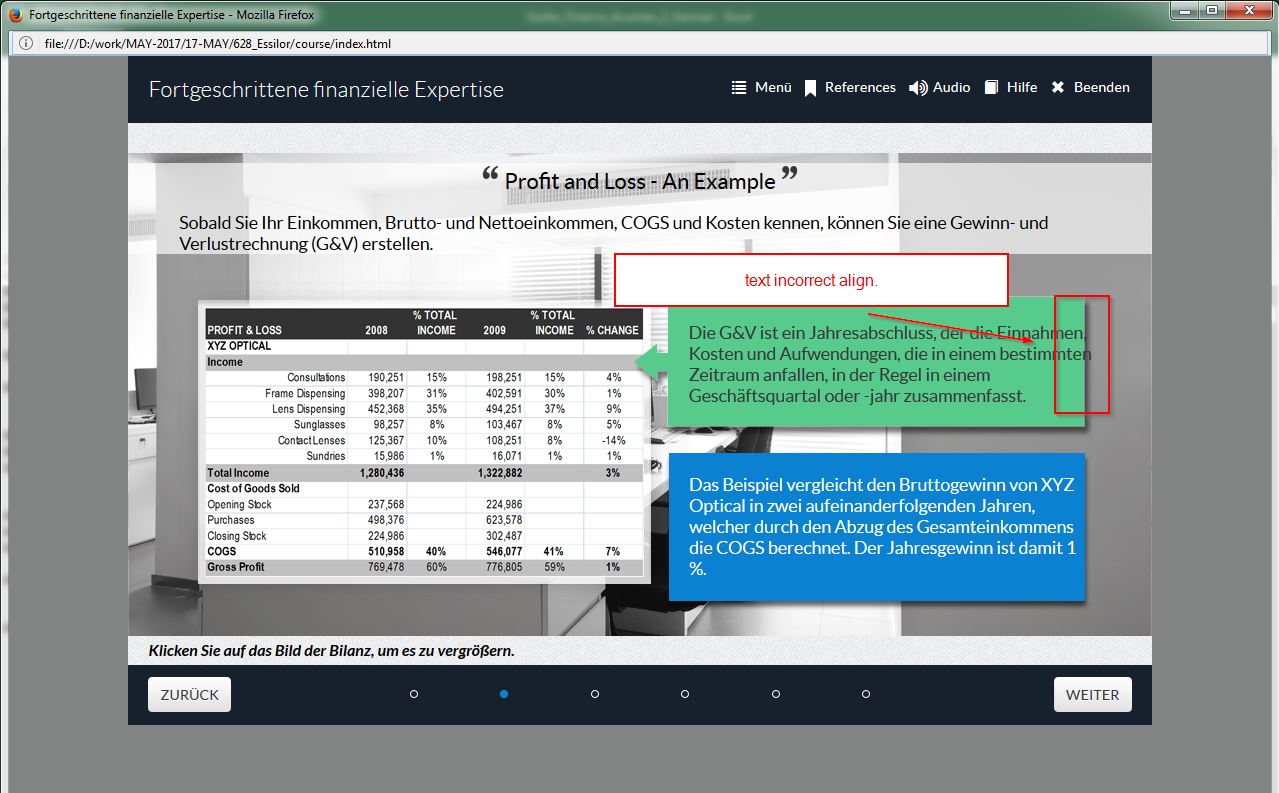 Fortgeschrittene finanzielle Expertise - Mozilla Firefox
file:///D:/work/MAY-2017/17-MAY/628_Essilor/course/index.html
Fortgeschrittene finanzielle Expertise
Menü References Audio Hilfe Beenden
“ Profit and Loss - An Example ”
Sobald Sie Ihr Einkommen, Brutto- und Nettoeinkommen, COGS und Kosten kennen, können Sie eine Gewinn- und
Verlustrechnung (G&V) erstellen.
text incorrect align.
% TOTAL % TOTAL
PROFIT & LOSS 2008 INCOME 2009 INCOME % CHANGE
XYZ OPTICAL
Income
Consultations 190,251 15% 198,251 15% 4%
Frame Dispensing 398,207 31% 402,591 30% 1%
Lens Dispensing 452,368 35% 494,251 37% 9%
Sunglasses 98,257 8% 103,467 8% 5%
Contact Lenses 125,367 10% 108,251 8% -14%
Sundries 15,986 1% 16,071 1% 1%
Total Income 1,280,436 1,322,882 3%
Cost of Goods Sold
Opening Stock 237,568 224,986
Purchases 498,376 623,578
Closing Stock 224,986 302,487
COGS 510,958 40% 546,077 41% 7%
Gross Profit 769,478 60% 776,805 59% 1%
Die G&V ist ein Jahresabschluss, der die Einnahmen,
Kosten und Aufwendungen, die in einem bestimmten
Zeitraum anfallen, in der Regel in einem
Geschäftsquartal oder -jahr zusammenfasst.
Das Beispiel vergleicht den Bruttogewinn von XYZ
Optical in zwei aufeinanderfolgenden Jahren,
welcher durch den Abzug des Gesamteinkommens
die COGS berechnet. Der Jahresgewinn ist damit 1
%.
Klicken Sie auf das Bild der Bilanz, um es zu vergrößern.
ZURÜCK WEITER